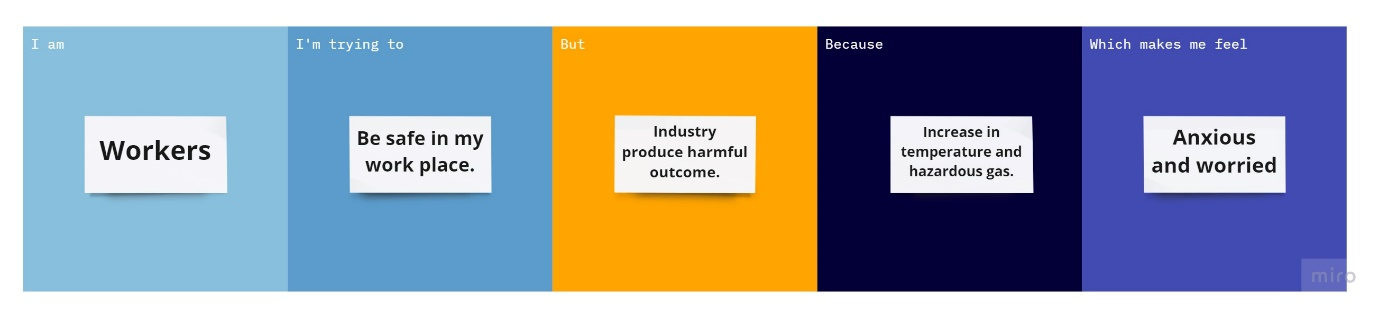 I am
Workers
I'm trying to
Be safe in my
work place.
But
Industry
produce harmful
outcome.
Because
Increase in
temperature and
hazardous gas.
Which makes me feel
Anxious
and worried
miro